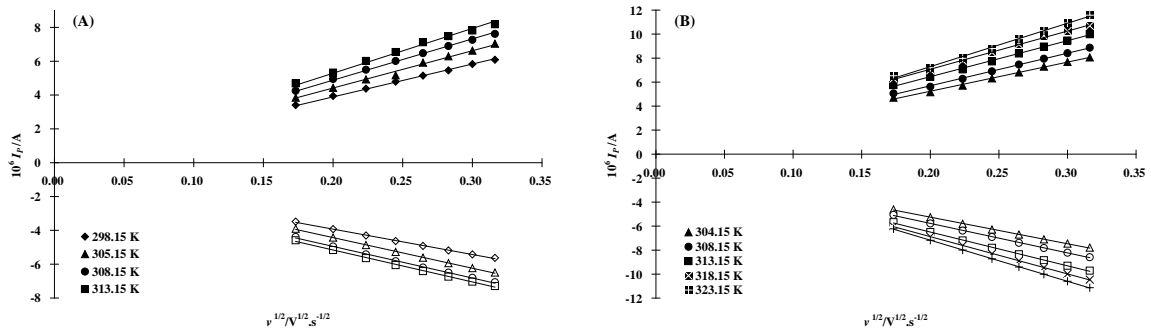 (A)
8
6
4
2
0
-2
-4
-6
-8
10⁶ Iₚ/A
0.00 0.05 0.10 0.15 0.20 0.25 0.30 0.35
298.15 K
305.15 K
308.15 K
313.15 K
v ¹/²/V¹/².s⁻¹/²
(B)
12
10
8
6
4
2
0
-2
-4
-6
-8
-10
-12
10⁶ Iₚ/A
0.00 0.05 0.10 0.15 0.20 0.25 0.30 0.35
304.15 K
308.15 K
313.15 K
318.15 K
323.15 K
v ¹/²/V¹/².s⁻¹/²